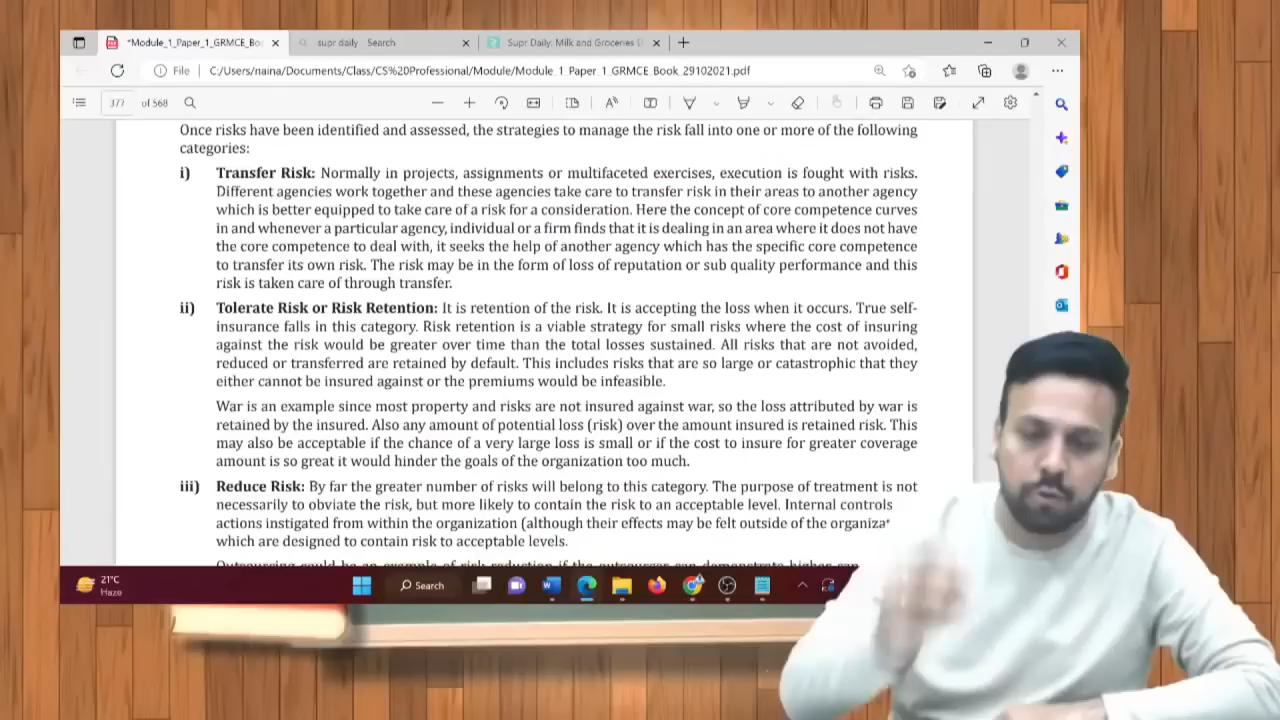 *Module_1_Paper_1_GRMCE_Bo
supr daily Search
Supr Daily: Milk and Groceries D
File C:/Users/naina/Documents/Class/CS%20Professional/Module/Module_1_Paper_1_GRMCE_Book_29102021.pdf
377 of 568
Once risks have been identified and assessed, the strategies to manage the risk fall into one or more of the following
categories:
i) Transfer Risk: Normally in projects, assignments or multifaceted exercises, execution is fought with risks.
Different agencies work together and these agencies take care to transfer risk in their areas to another agency
which is better equipped to take care of a risk for a consideration. Here the concept of core competence curves
in and whenever a particular agency, individual or a firm finds that it is dealing in an area where it does not have
the core competence to deal with, it seeks the help of another agency which has the specific core competence
to transfer its own risk. The risk may be in the form of loss of reputation or sub quality performance and this
risk is taken care of through transfer.
ii) Tolerate Risk or Risk Retention: It is retention of the risk. It is accepting the loss when it occurs. True self-
insurance falls in this category. Risk retention is a viable strategy for small risks where the cost of insuring
against the risk would be greater over time than the total losses sustained. All risks that are not avoided,
reduced or transferred are retained by default. This includes risks that are so large or catastrophic that they
either cannot be insured against or the premiums would be infeasible.
War is an example since most property and risks are not insured against war, so the loss attributed by war is
retained by the insured. Also any amount of potential loss (risk) over the amount insured is retained risk. This
may also be acceptable if the chance of a very large loss is small or if the cost to insure for greater coverage
amount is so great it would hinder the goals of the organization too much.
iii) Reduce Risk: By far the greater number of risks will belong to this category. The purpose of treatment is not
necessarily to obviate the risk, but more likely to contain the risk to an acceptable level. Internal controls
actions instigated from within the organization (although their effects may be felt outside of the organiza
which are designed to contain risk to acceptable levels.
Outsourcing could be an example of risk reduction if the outsourcer can demonstrate higher
21°C
Haze
Search